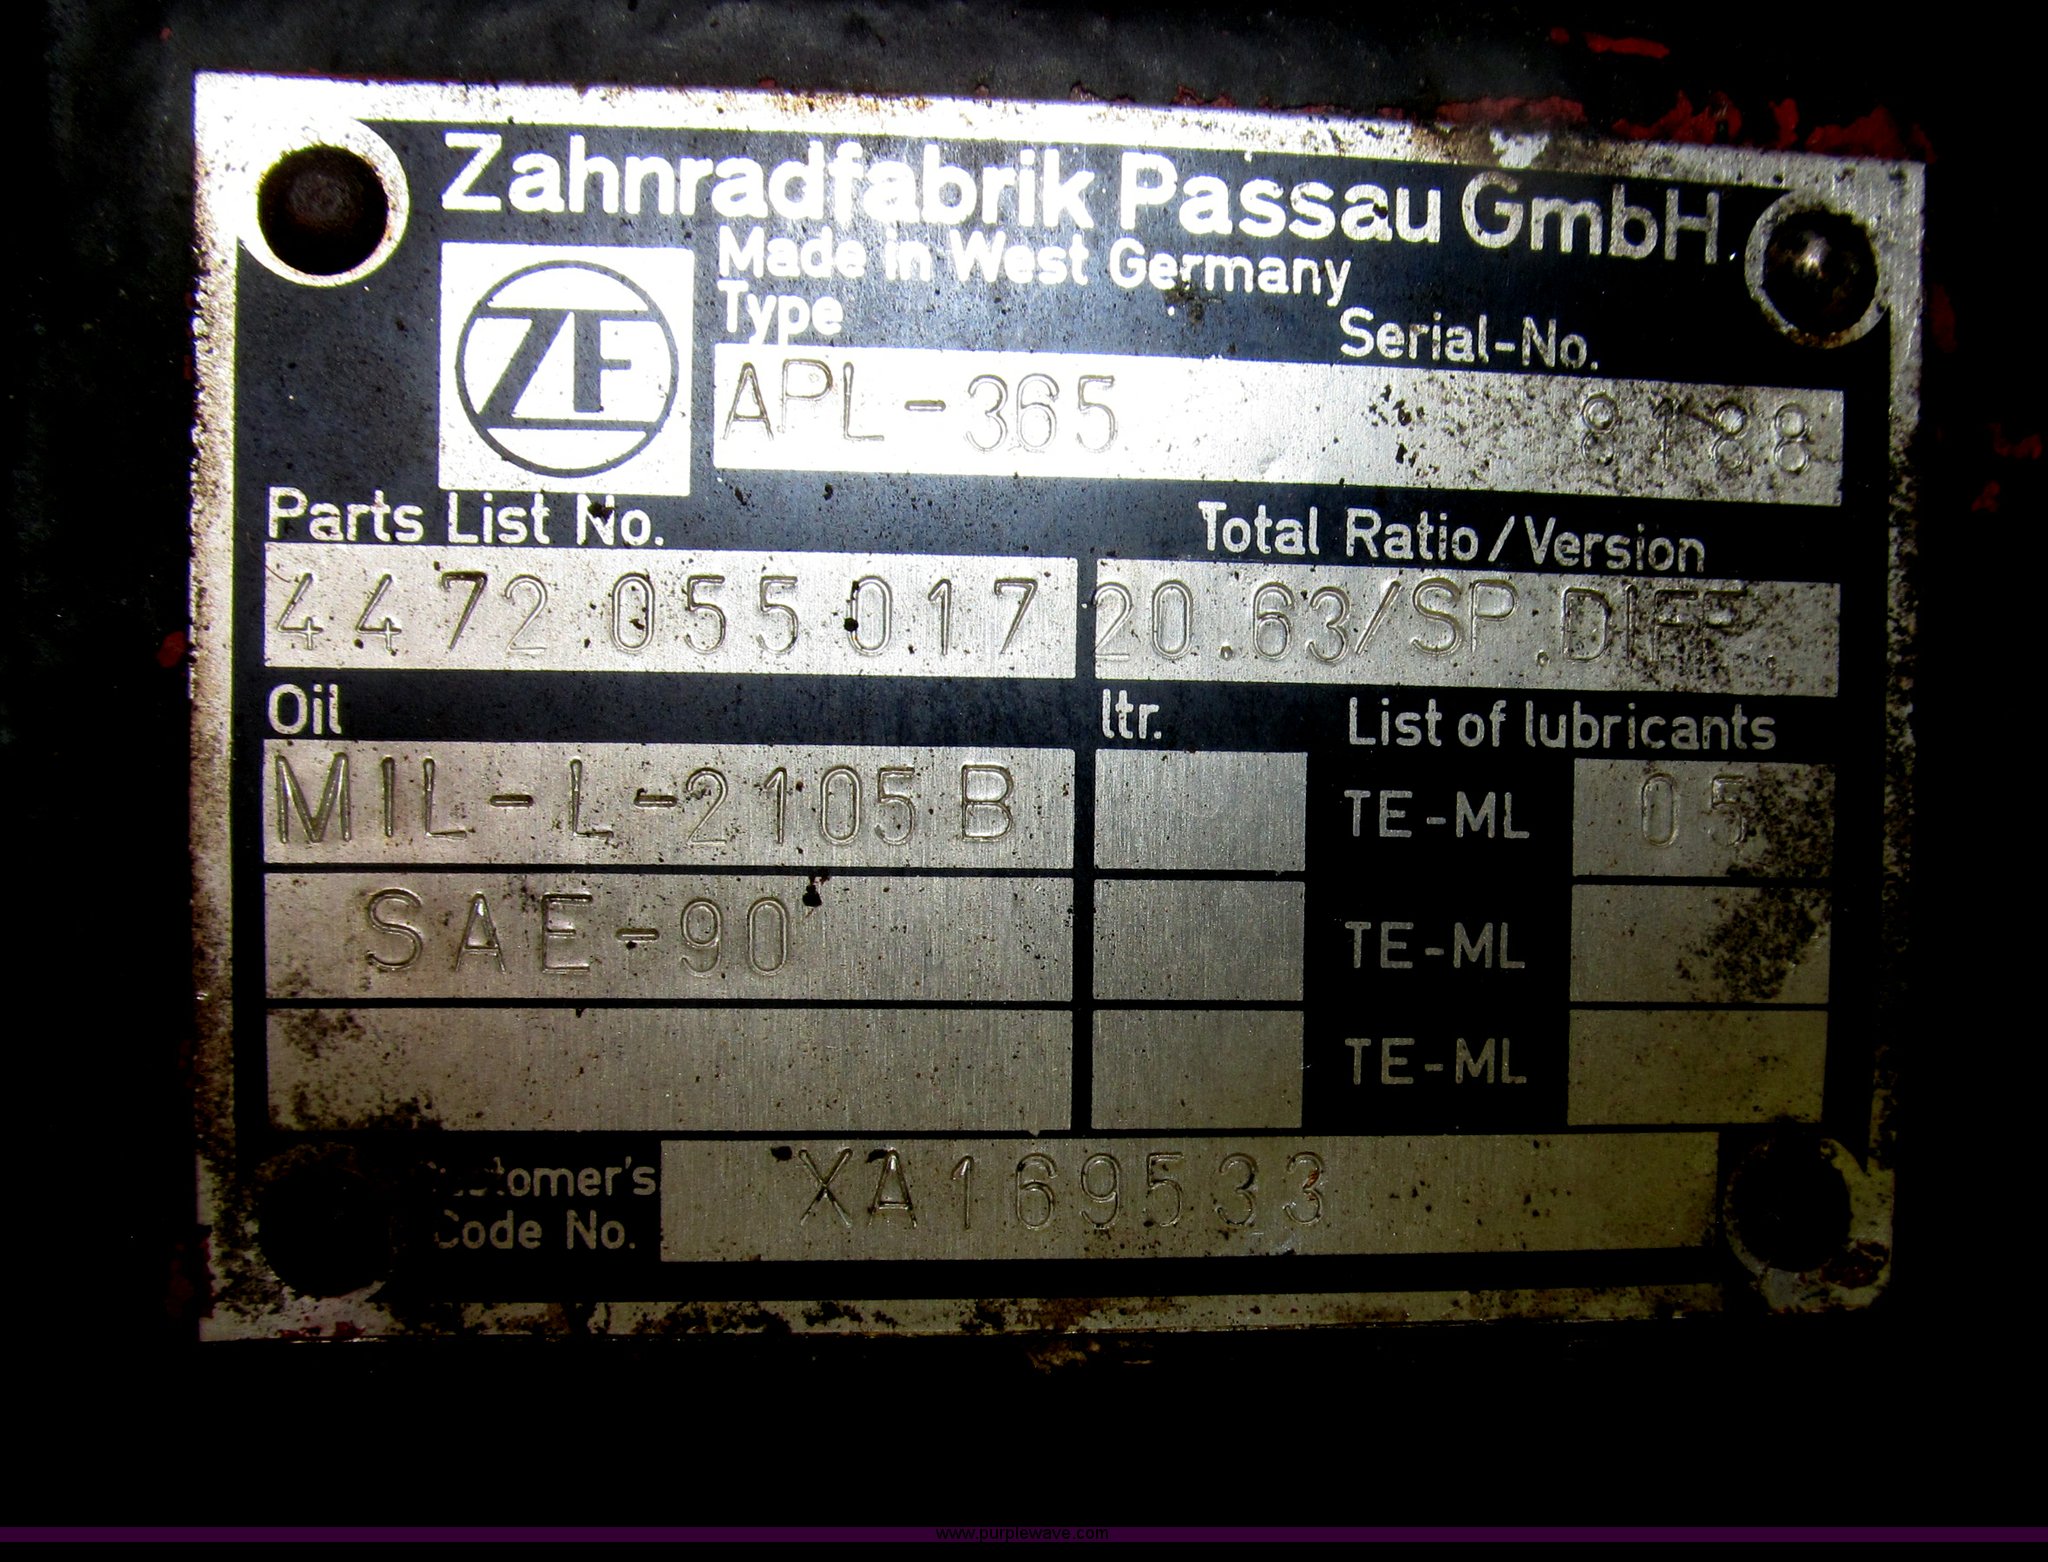 Zahnradfabrik Passau GmbH.
Made in West Germany
ZF
Type
Serial-No.
APL-365 8188
Parts List No.
Total Ratio/Version
4472 055 017 20.63/SP.DIFF.
Oil
ltr.
List of lubricants
MIL-L-2105 B
TE-ML 05
SAE-90
TE-ML
TE-ML
Customer's
Code No.
XA169533
www.purplewave.com